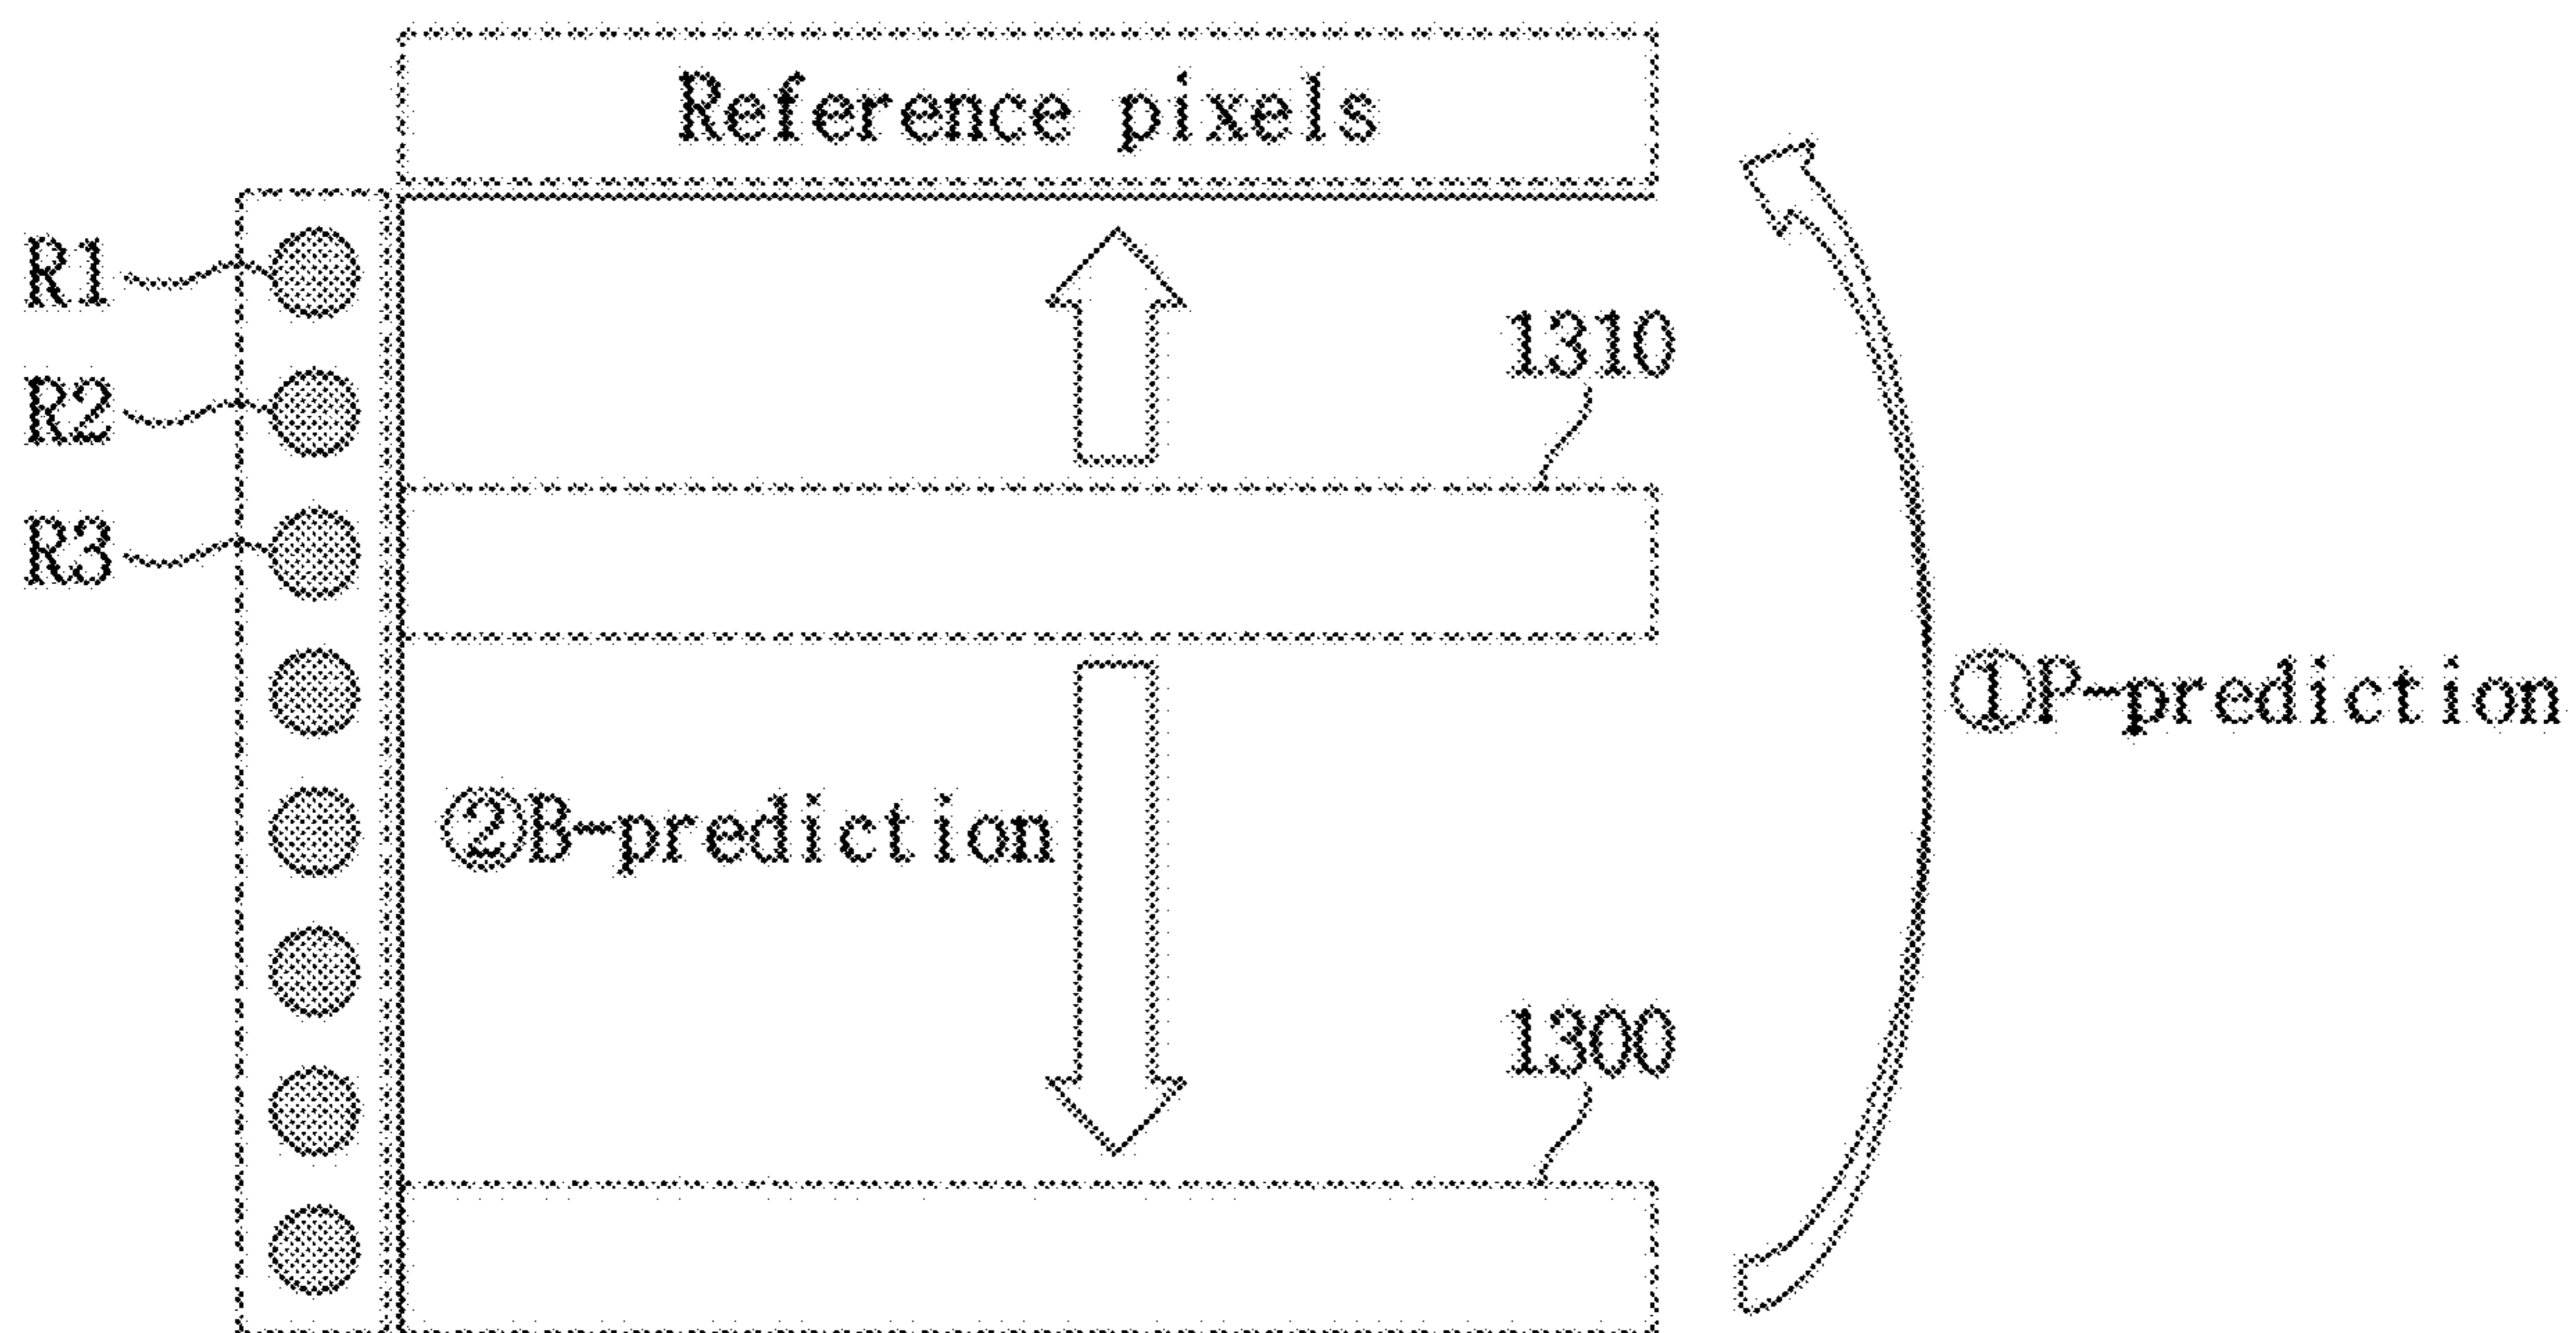 Reference pixels
R1
1310
R2
R3
①P-prediction
②B-prediction
1300